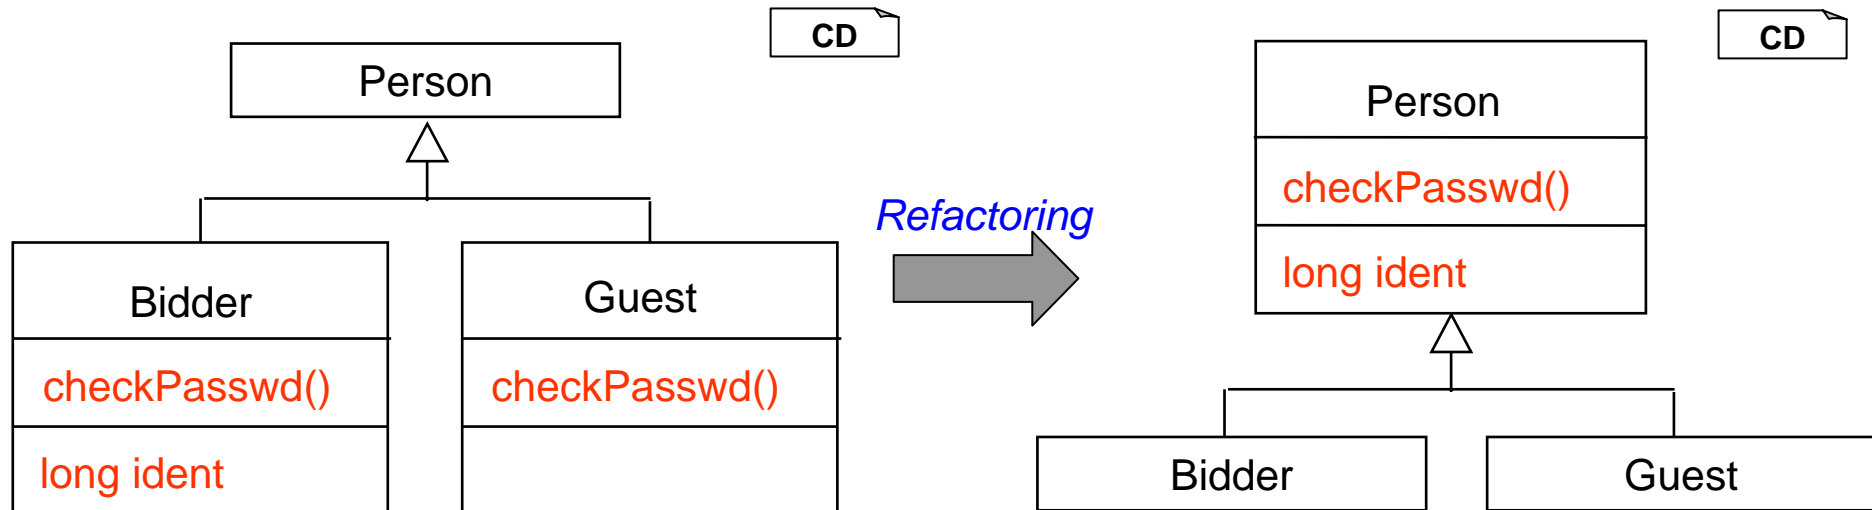 CD
Person
Bidder
checkPasswd()
long ident
Guest
checkPasswd()
Refactoring
CD
Person
checkPasswd()
long ident
Bidder
Guest